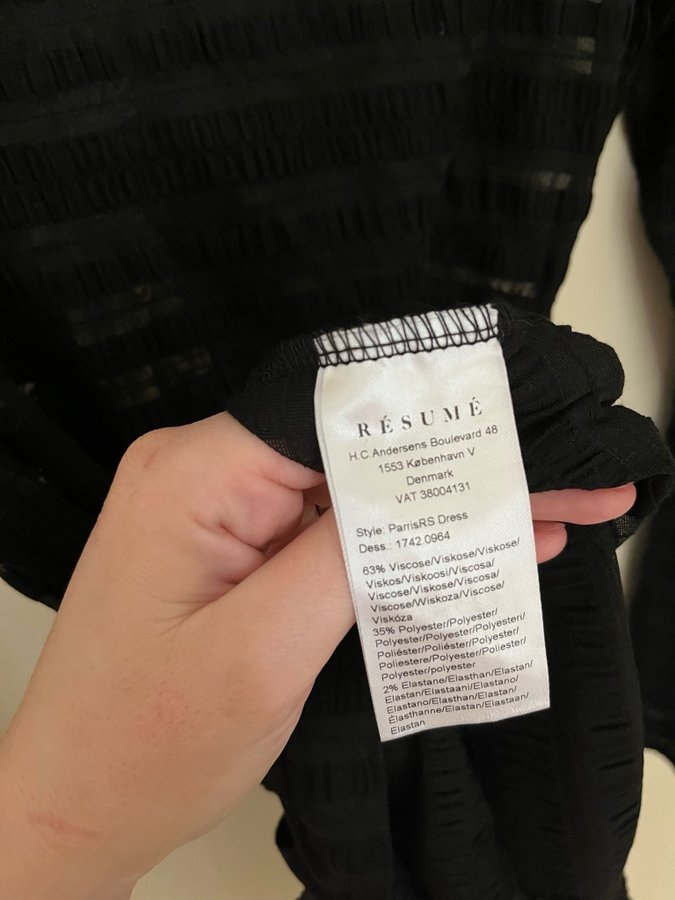 RÉSUMÉ
H.C.Andersens Boulevard 48
1553 København V
Denmark
VAT 38004131
Style: ParrisRS Dress
Dess.: 1742.0964
63% Viscose/Viskose/Viskose/
Viskos/Viskoosi/Viscosa/
Viscose/Viskose/Viscosa/
Viscose/Wiskoza/Viscose/
Viskóza
35% Polyester/Polyester/
Polyester/Polyester/Polyesteri/
Poliéster/Poliéster/Polyester/
Poliestere/Polyester/Poliester/
Polyester/polyester
2% Elastane/Elasthan/Elastan/
Elastan/Elastaani/Elastano/
Elastano/Elasthan/Elastan/
Élasthanne/Elastan/Elastaan/
Elastan